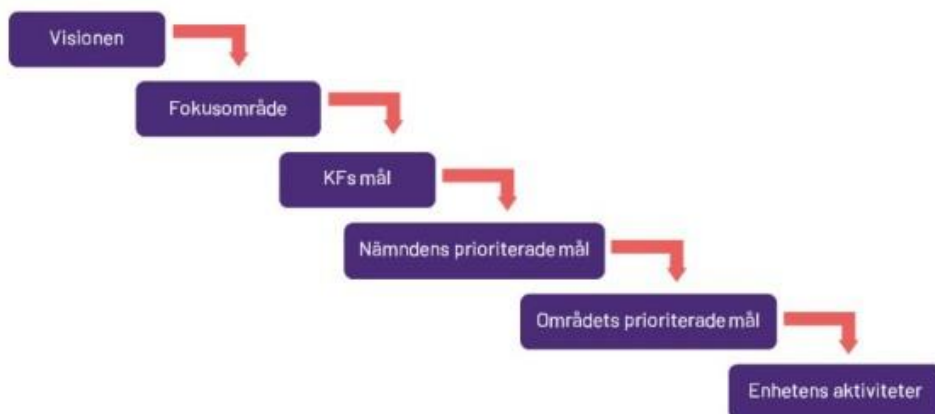 Visionen
Fokusområde
KFs mål
Nämndens prioriterade mål
Områdets prioriterade mål
Enhetens aktiviteter